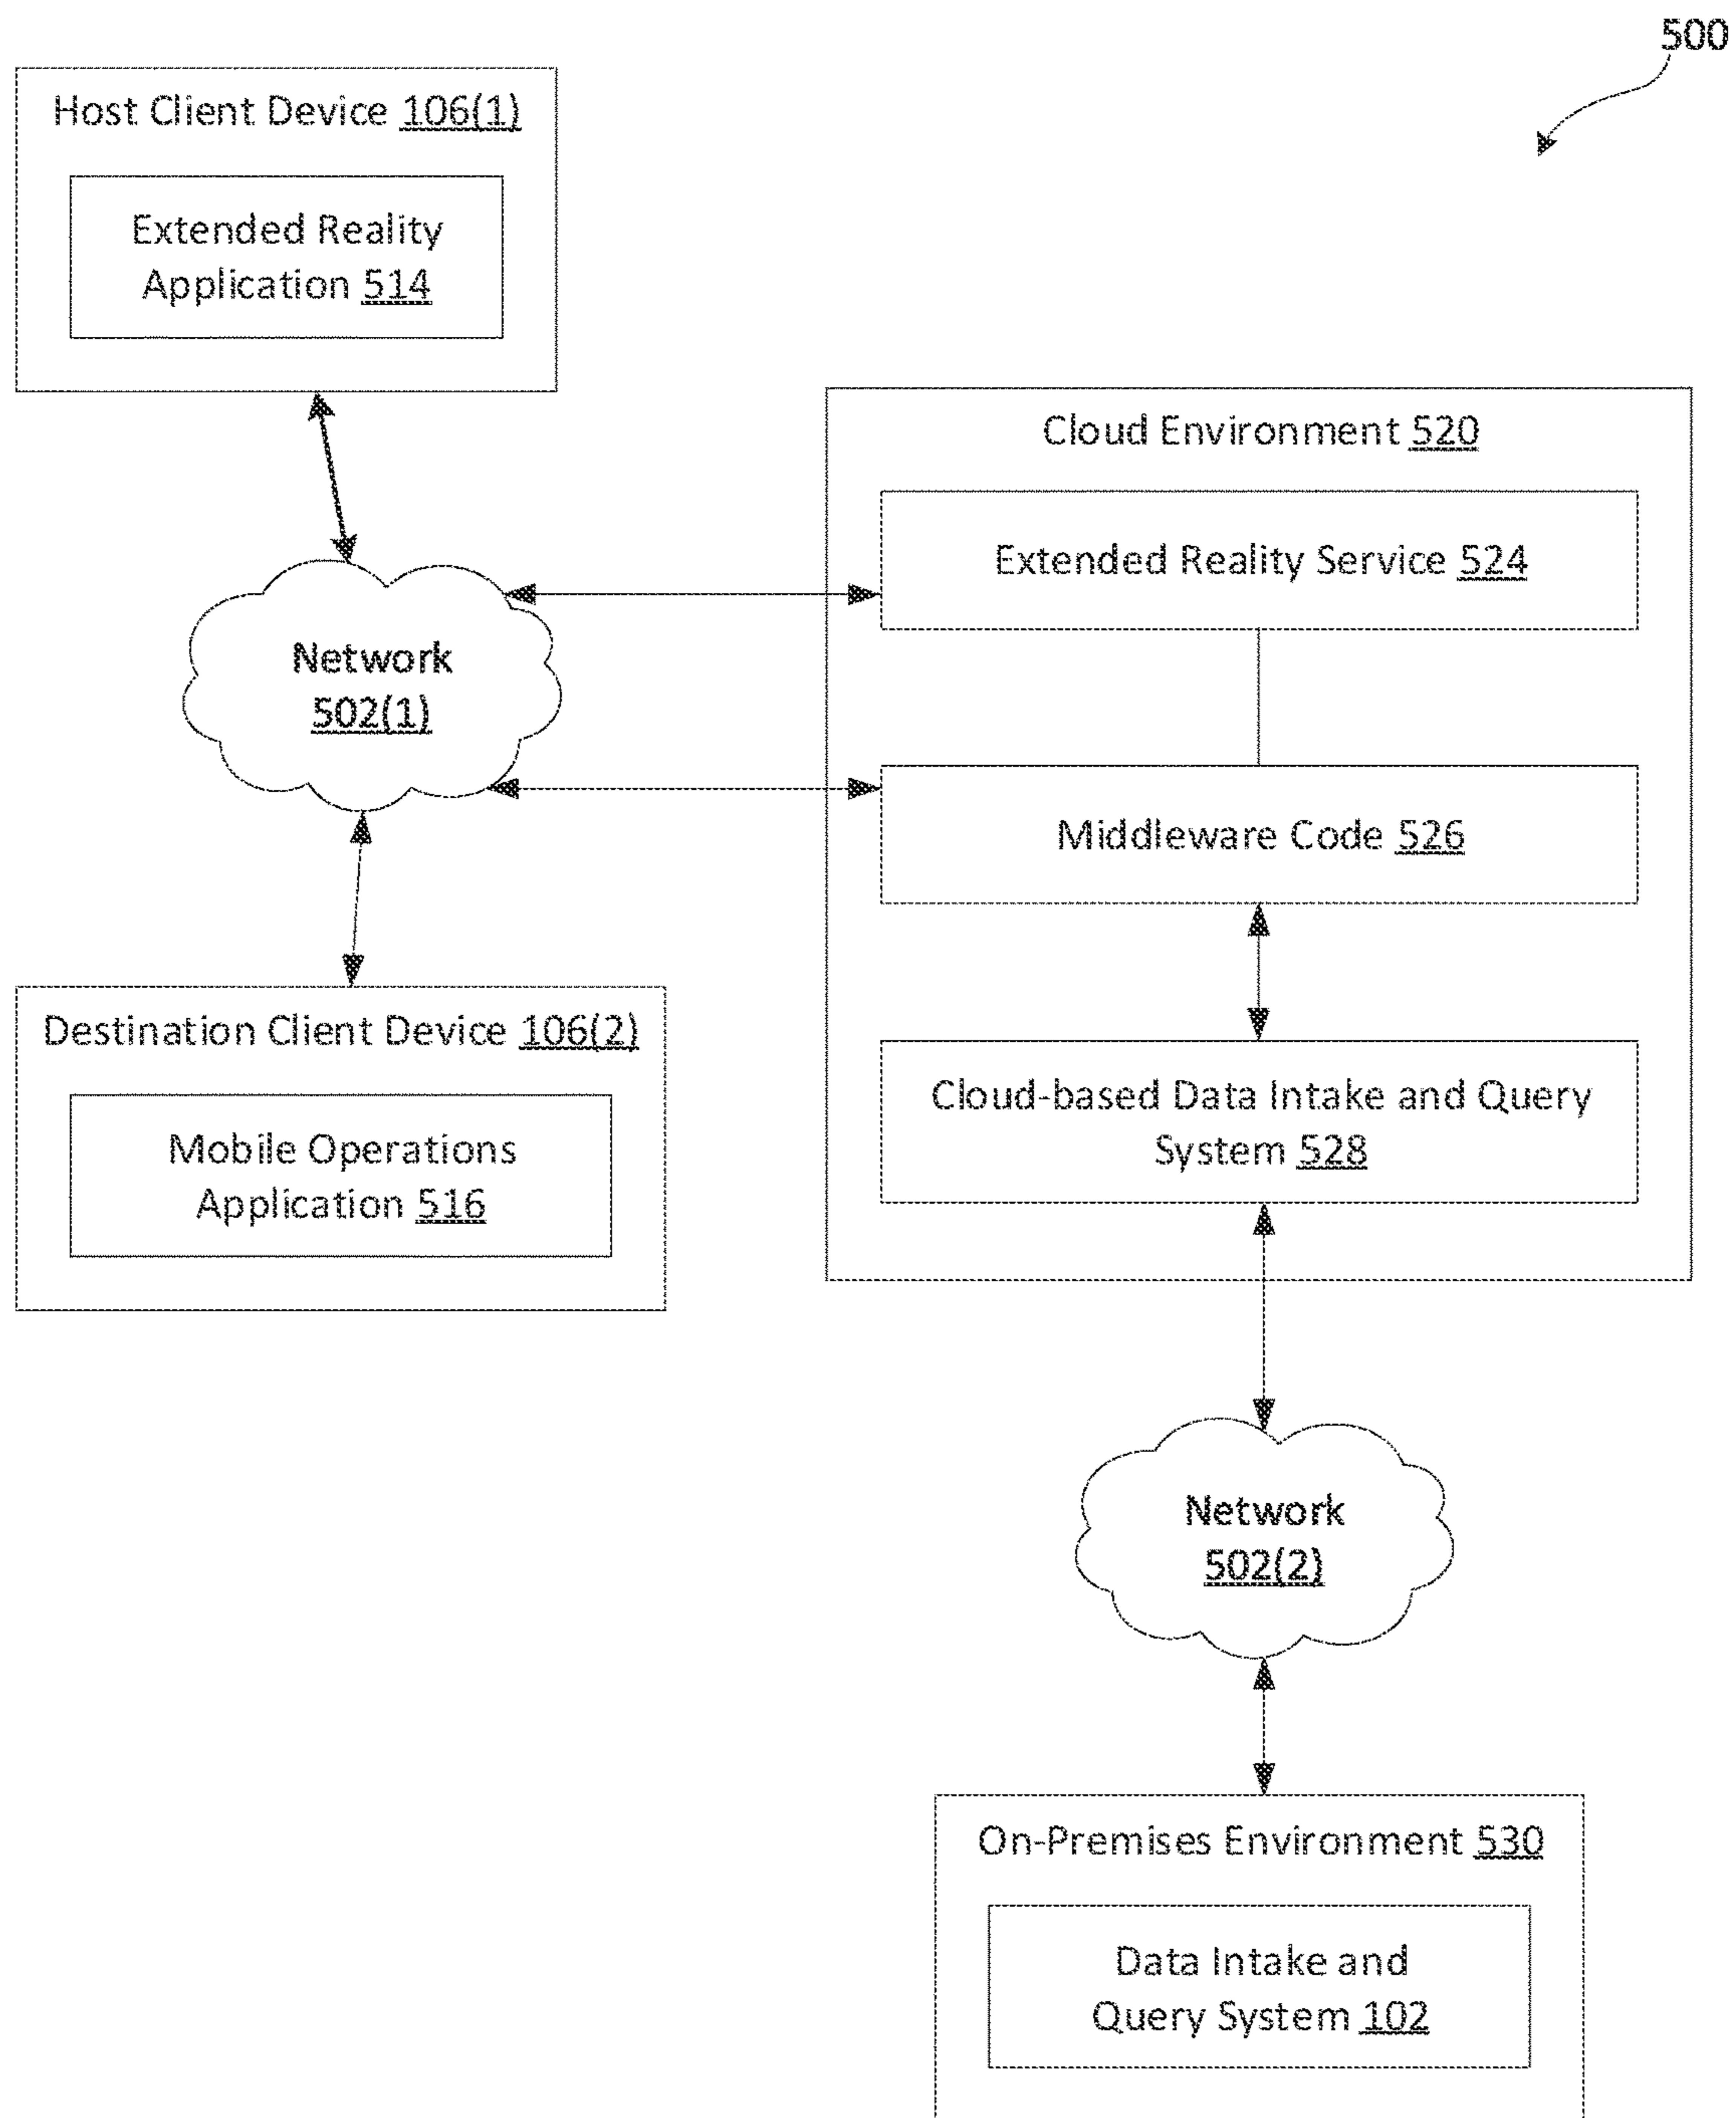 500
Host Client Device 106(1)
Extended Reality
Application 514
Cloud Environment 520
Extended Reality Service 524
Network
502(1)
Middleware Code 526
Destination Client Device 106(2)
Mobile Operations
Application 516
Cloud-based Data Intake and Query
System 528
Network
502(2)
On-Premises Environment 530
Data Intake and
Query System 102